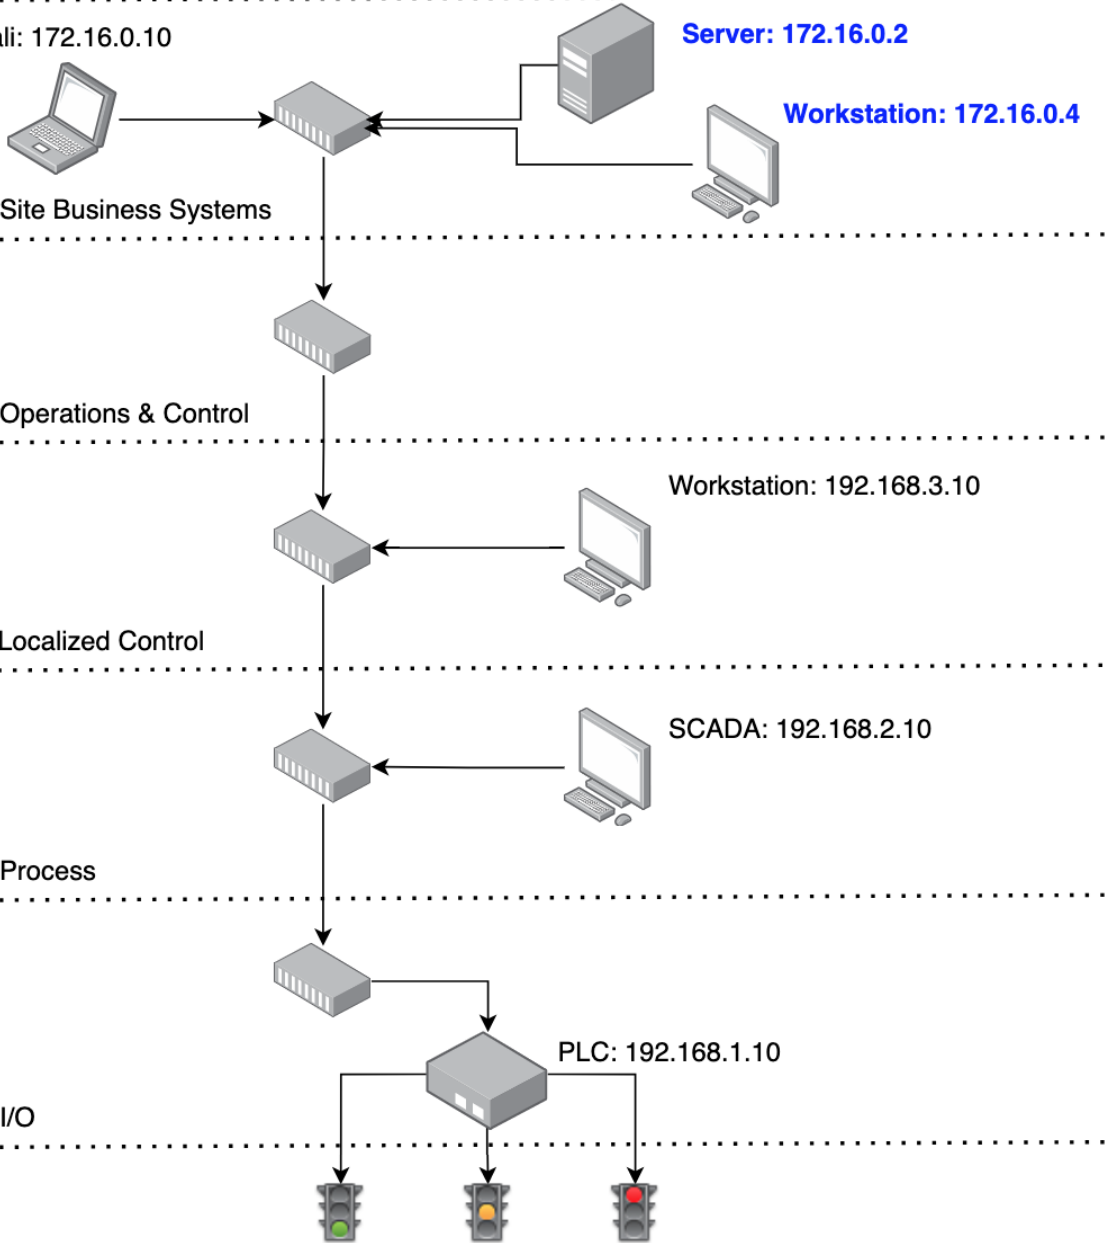 ali: 172.16.0.10
Server: 172.16.0.2
Workstation: 172.16.0.4
Site Business Systems
Operations & Control
Workstation: 192.168.3.10
Localized Control
SCADA: 192.168.2.10
Process
PLC: 192.168.1.10
I/O